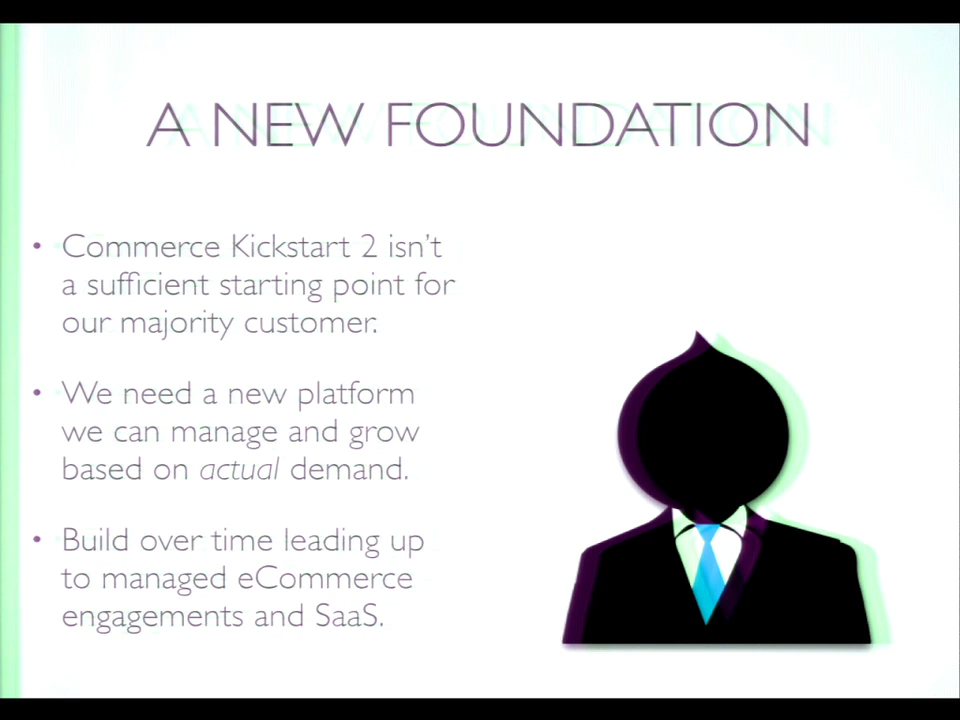 A NEW FOUNDATION
• Commerce Kickstart 2 isn't
a sufficient starting point for
our majority customer.
• We need a new platform
we can manage and grow
based on actual demand.
• Build over time leading up
to managed eCommerce
engagements and SaaS.